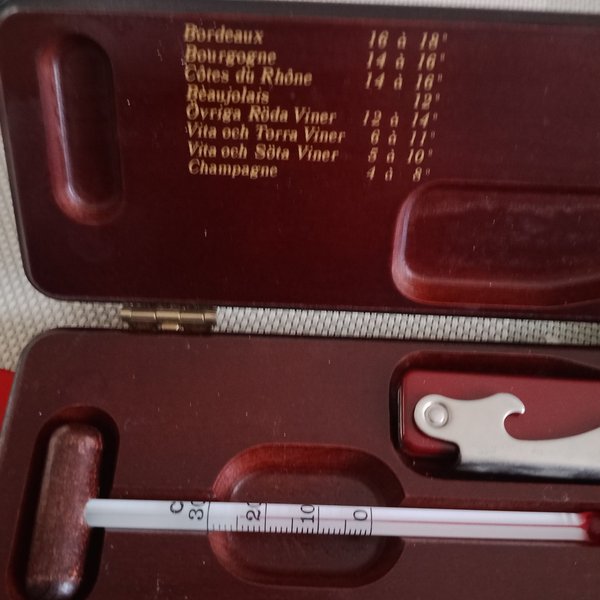 Bordeaux 16 à 18°
Bourgogne 14 à 16°
Côtes du Rhône 14 à 16°
Beaujolais 12°
Övriga Röda Viner 12 à 14°
Vita och Torra Viner 6 à 11°
Vita och Söta Viner 5 à 10°
Champagne 4 à 8°
C 30 20 10 0